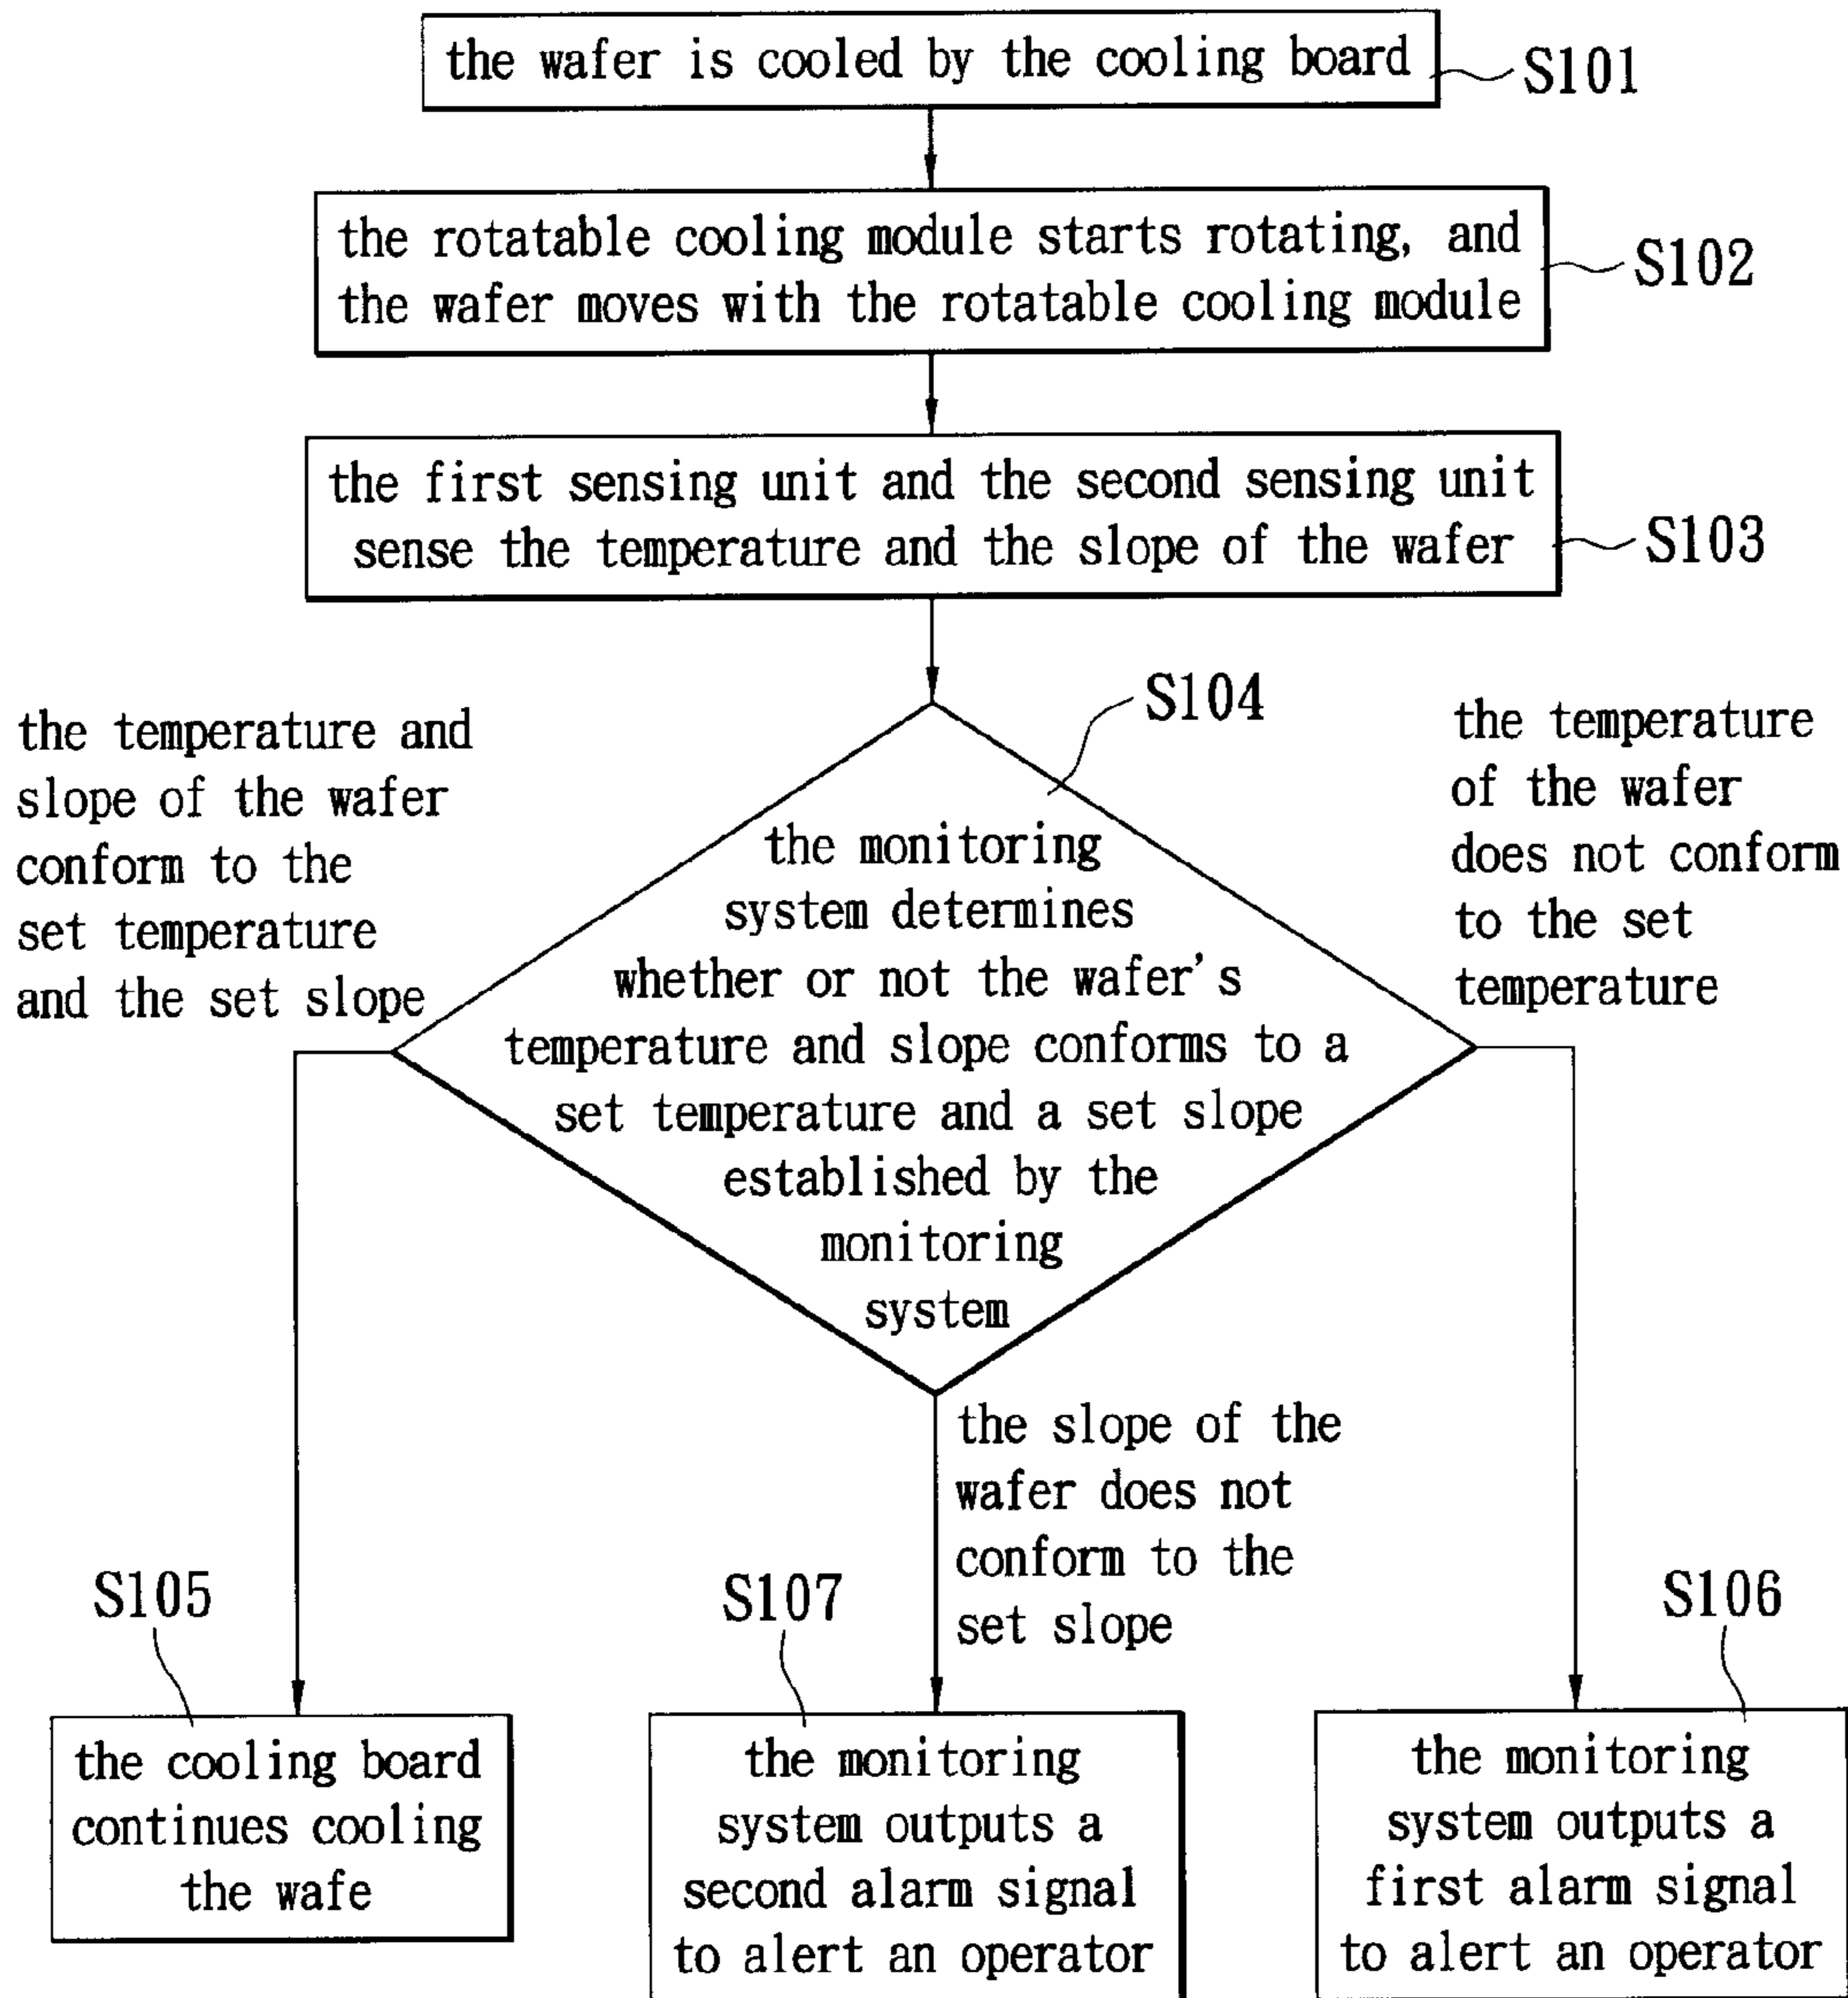 the wafer is cooled by the cooling board
S101
the rotatable cooling module starts rotating, and
the wafer moves with the rotatable cooling module
S102
the first sensing unit and the second sensing unit
sense the temperature and the slope of the wafer
S103
S104
the temperature and
slope of the wafer
conform to the
set temperature
and the set slope
the monitoring
system determines
whether or not the wafer's
temperature and slope conforms to a
set temperature and a set slope
established by the
monitoring
system
the temperature
of the wafer
does not conform
to the set
temperature
the slope of the
wafer does not
conform to the
set slope
S105
the cooling board
continues cooling
the wafe
S107
the monitoring
system outputs a
second alarm signal
to alert an operator
S106
the monitoring
system outputs a
first alarm signal
to alert an operator